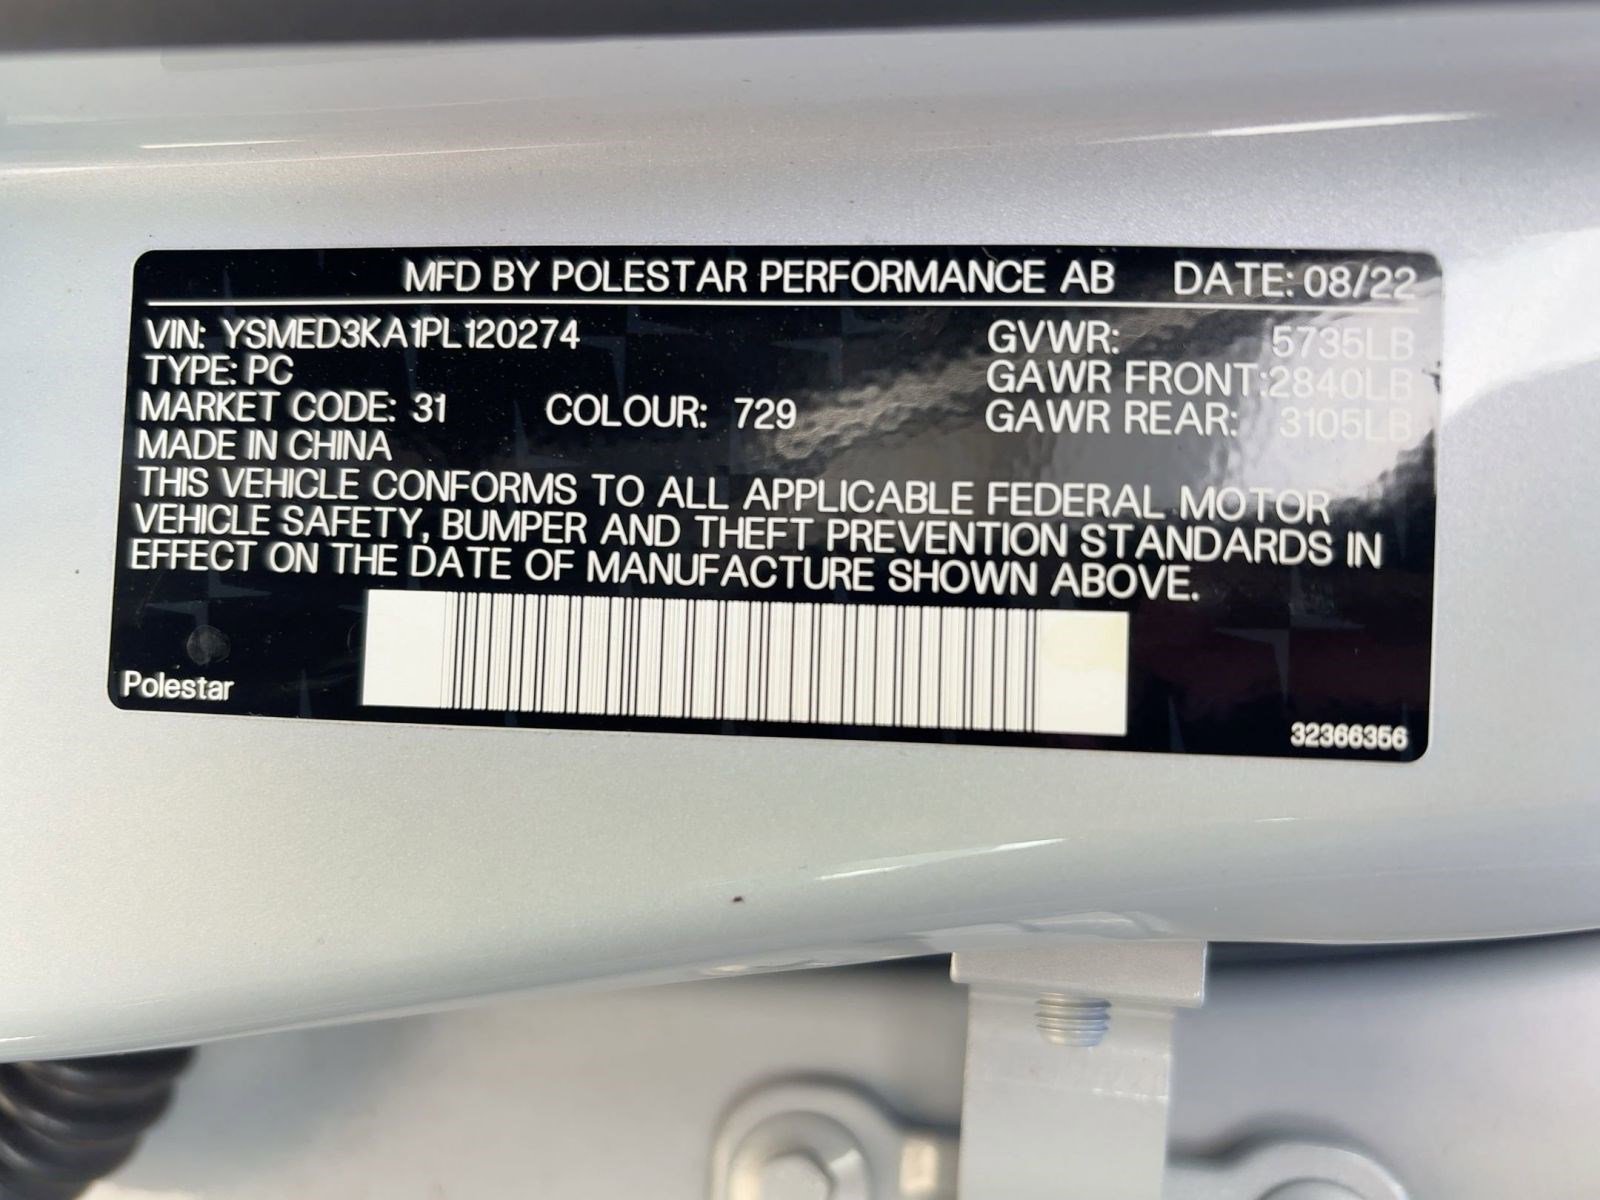 MFD BY POLESTAR PERFORMANCE AB DATE: 08/22
VIN: YSMED3KA1PL120274 GVWR: 5735LB
TYPE: PC GAWR FRONT:2840LB
MARKET CODE: 31 COLOUR: 729 GAWR REAR: 3105LB
MADE IN CHINA
THIS VEHICLE CONFORMS TO ALL APPLICABLE FEDERAL MOTOR
VEHICLE SAFETY, BUMPER AND THEFT PREVENTION STANDARDS IN
EFFECT ON THE DATE OF MANUFACTURE SHOWN ABOVE.
Polestar
32366356